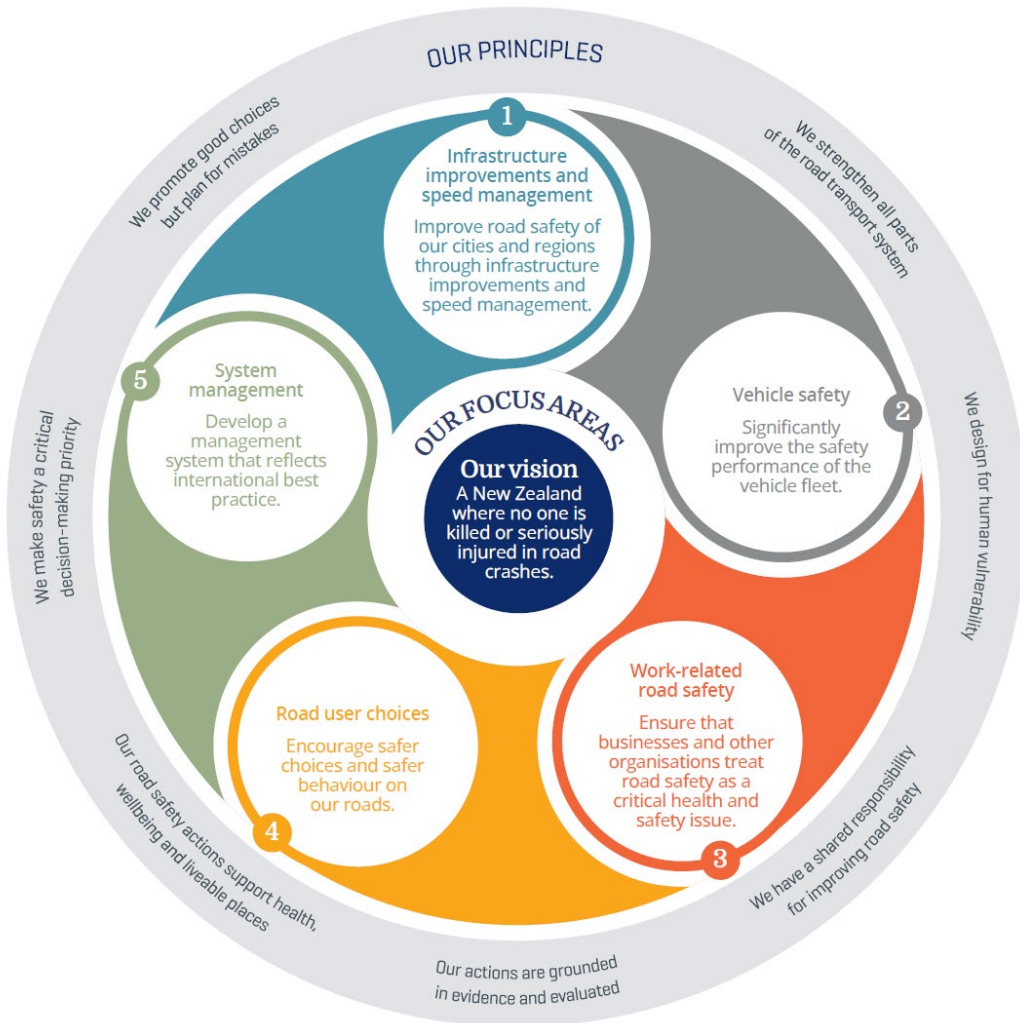 OUR PRINCIPLES
We promote good choices
but plan for mistakes
We strengthen all parts
of the road transport system
We design for human vulnerability
We have a shared responsibility
for improving road safety
Our actions are grounded
in evidence and evaluated
Our road safety actions support health,
wellbeing and liveable places
We make safety a critical
decision-making priority
1
Infrastructure
improvements and
speed management
Improve road safety of
our cities and regions
through infrastructure
improvements and
speed management.
2
Vehicle safety
Significantly
improve the safety
performance of the
vehicle fleet.
3
Work-related
road safety
Ensure that
businesses and other
organisations treat
road safety as a
critical health and
safety issue.
4
Road user choices
Encourage safer
choices and safer
behaviour on
our roads.
5
System
management
Develop a
management
system that reflects
international best
practice.
OUR FOCUS AREAS
Our vision
A New Zealand
where no one is
killed or seriously
injured in road
crashes.